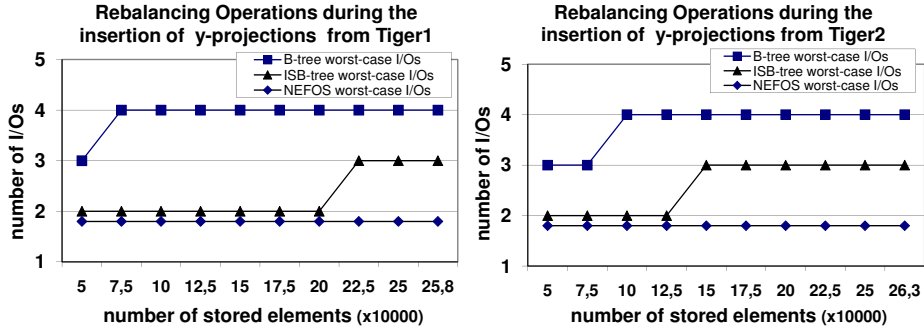 Rebalancing Operations during the
insertion of y-projections from Tiger1
B-tree worst-case I/Os
ISB-tree worst-case I/Os
NEFOS worst-case I/Os
number of I/Os
5
4
3
2
1
5 7,5 10 12,5 15 17,5 20 22,5 25 25,8
number of stored elements (x10000)
Rebalancing Operations during the
insertion of y-projections from Tiger2
B-tree worst-case I/Os
ISB-tree worst-case I/Os
NEFOS worst-case I/Os
number of I/Os
5
4
3
2
1
5 7,5 10 12,5 15 17,5 20 22,5 25 26,3
number of stored elements (x10000)